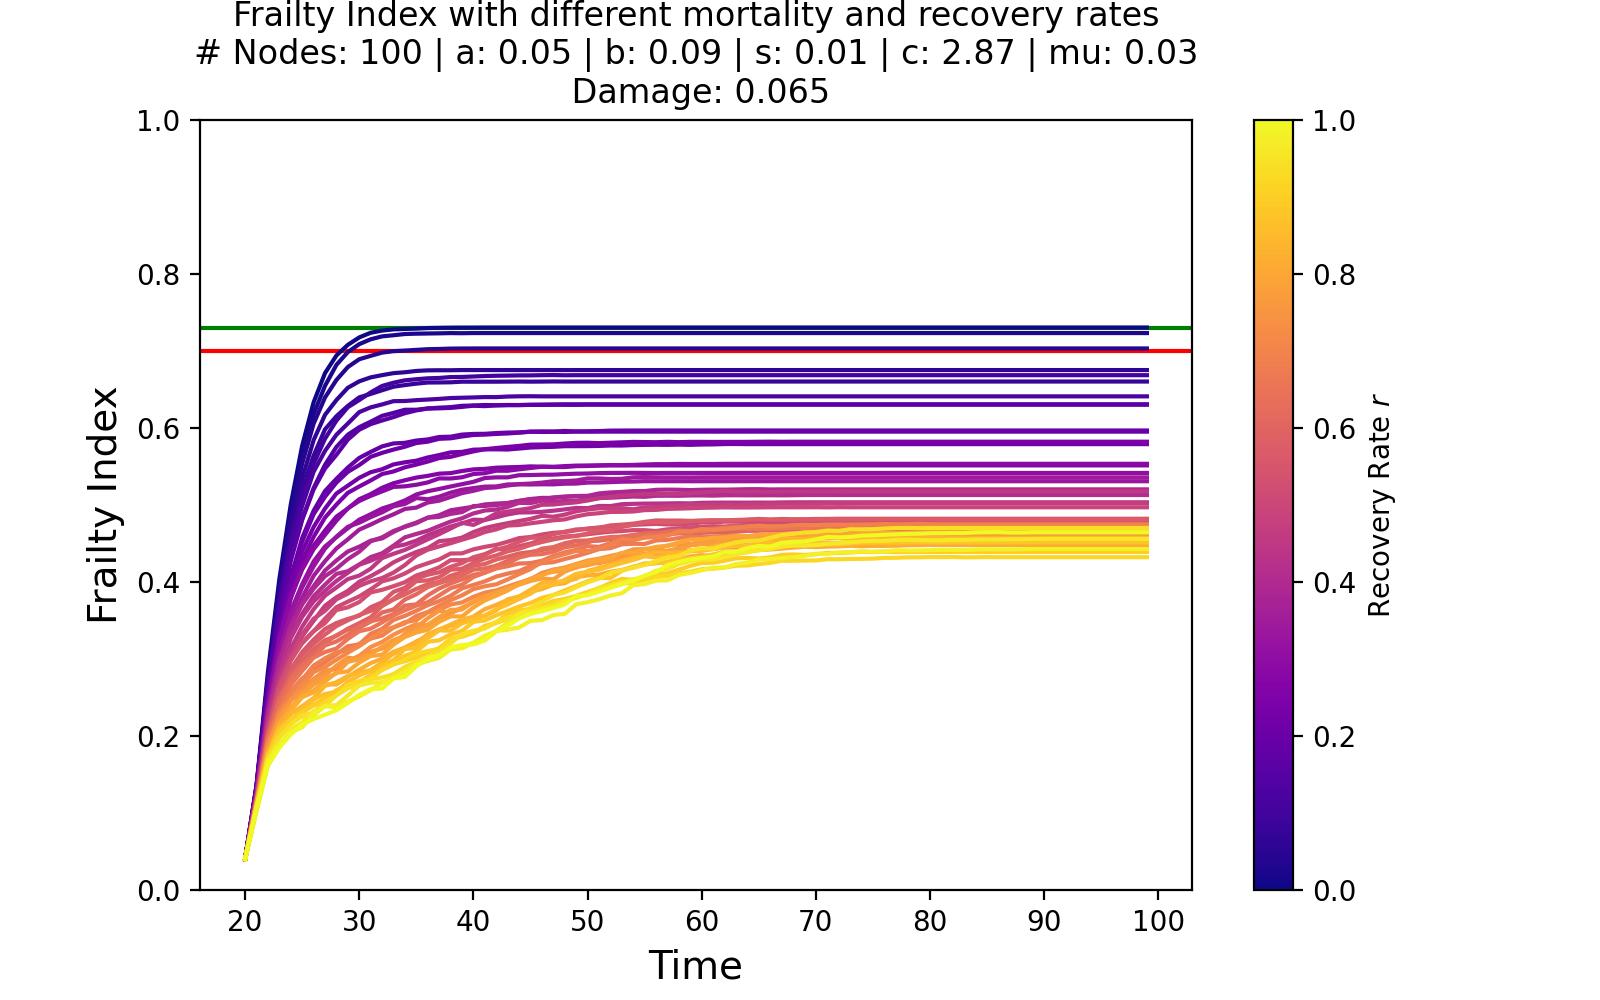 Frailty Index with different mortality and recovery rates
# Nodes: 100 | a: 0.05 | b: 0.09 | s: 0.01 | c: 2.87 | mu: 0.03
Damage: 0.065
Frailty Index
1.0
0.8
0.6
0.4
0.2
0.0
20 30 40 50 60 70 80 90 100
Time
1.0
0.8
0.6
0.4
0.2
0.0
Recovery Rate r